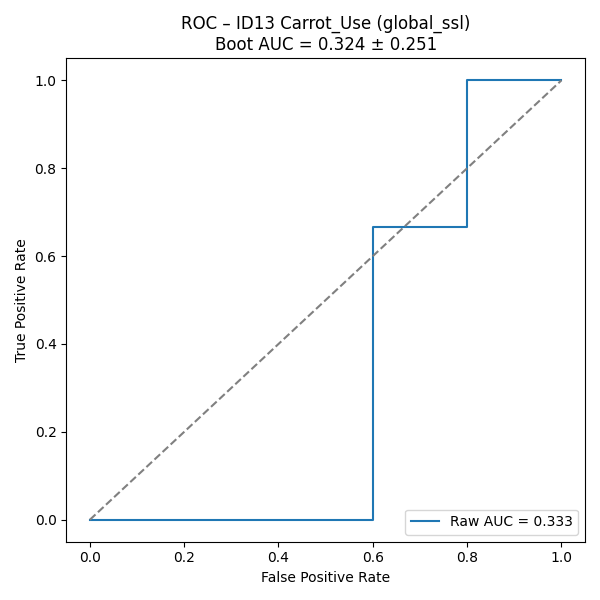 ROC – ID13 Carrot_Use (global_ssl)
Boot AUC = 0.324 ± 0.251
1.0
0.8
0.6
0.4
0.2
0.0
True Positive Rate
Raw AUC = 0.333
0.0 0.2 0.4 0.6 0.8 1.0
False Positive Rate